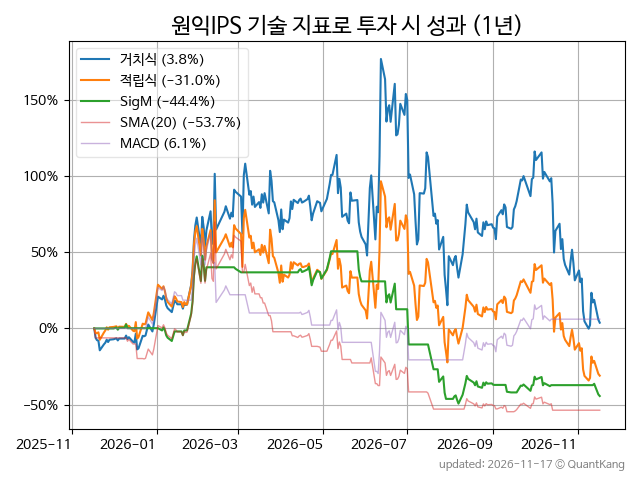 원익IPS 기술 지표로 투자 시 성과 (1년)
거치식 (3.8%)
적립식 (−31.0%)
SigM (−44.4%)
SMA(20) (−53.7%)
MACD (6.1%)
150%
100%
50%
0%
−50%
2025-11 2026-01 2026-03 2026-05 2026-07 2026-09 2026-11
updated: 2026-11-17 © QuantKang